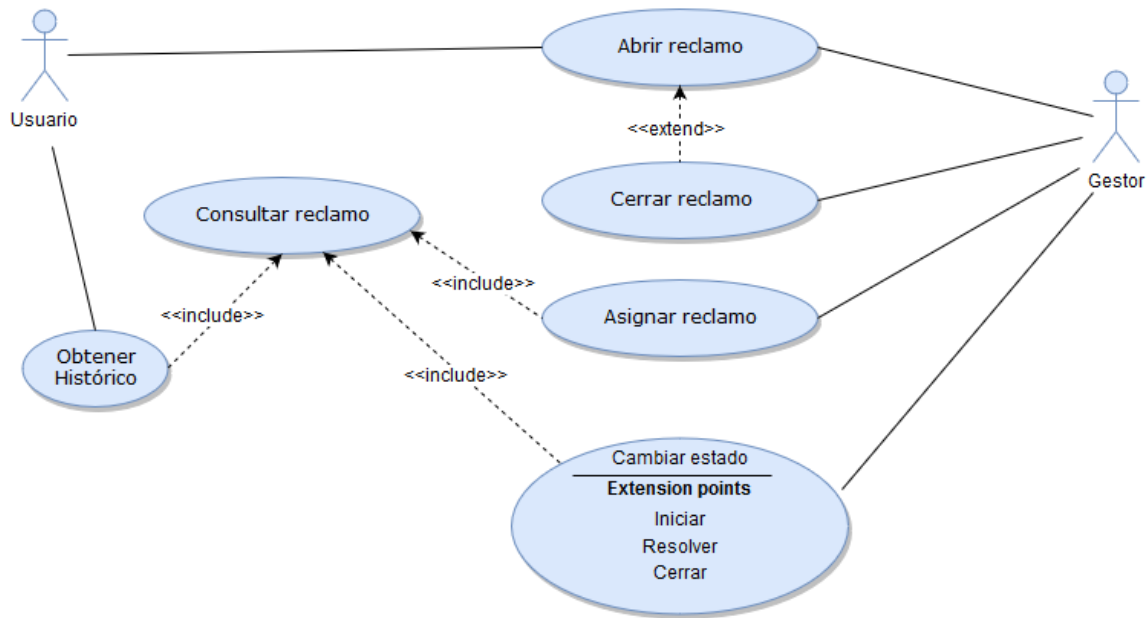 Abrir reclamo
Usuario
<<extend>>
Gestor
Cerrar reclamo
Consultar reclamo
<<include>>
<<include>>
Asignar reclamo
Obtener
Histórico
<<include>>
Cambiar estado
Extension points
Iniciar
Resolver
Cerrar